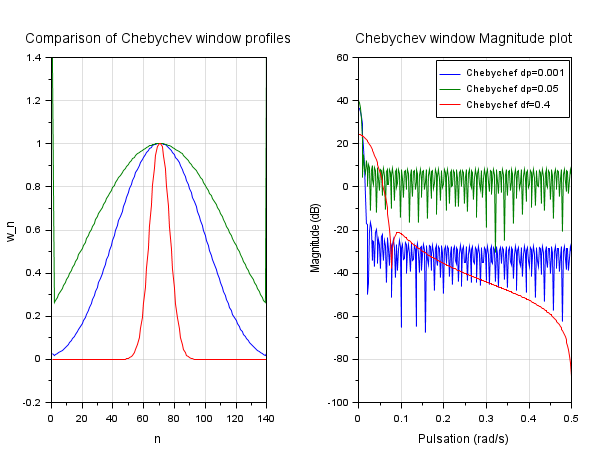 Comparison of Chebychev window profiles
1.4
1.2
1
0.8
0.6
0.4
0.2
0
-0.2
w_n
0 20 40 60 80 100 120 140
n
Chebychev window Magnitude plot
Chebychef dp=0.001
Chebychef dp=0.05
Chebychef df=0.4
60
40
20
0
-20
-40
-60
-80
-100
Magnitude (dB)
0 0.1 0.2 0.3 0.4 0.5
Pulsation (rad/s)